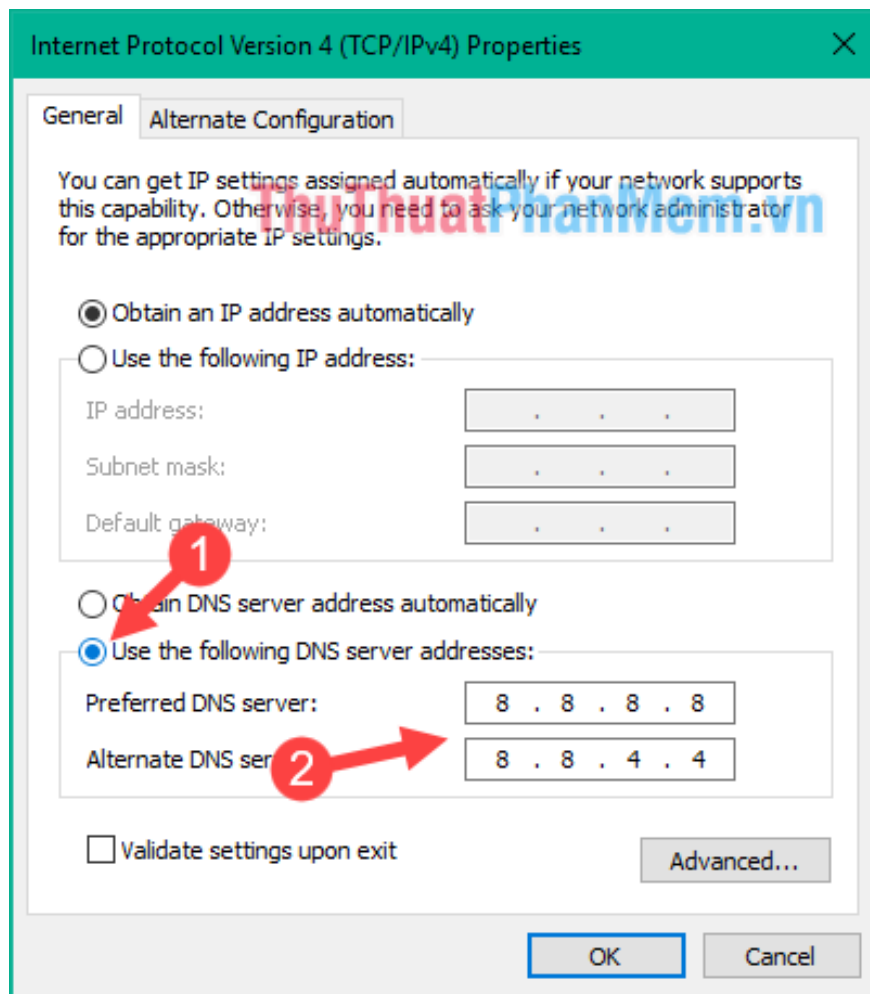 Internet Protocol Version 4 (TCP/IPv4) Properties
General
Alternate Configuration
You can get IP settings assigned automatically if your network supports
this capability. Otherwise, you need to ask your network administrator
for the appropriate IP settings.
ThuThuatPhanMem.vn
Obtain an IP address automatically
Use the following IP address:
IP address: . . .
Subnet mask: . . .
Default gateway: . . .
1
Obtain DNS server address automatically
Use the following DNS server addresses:
Preferred DNS server: 8 . 8 . 8 . 8
Alternate DNS ser 8 . 8 . 4 . 4
2
Validate settings upon exit
Advanced...
OK
Cancel